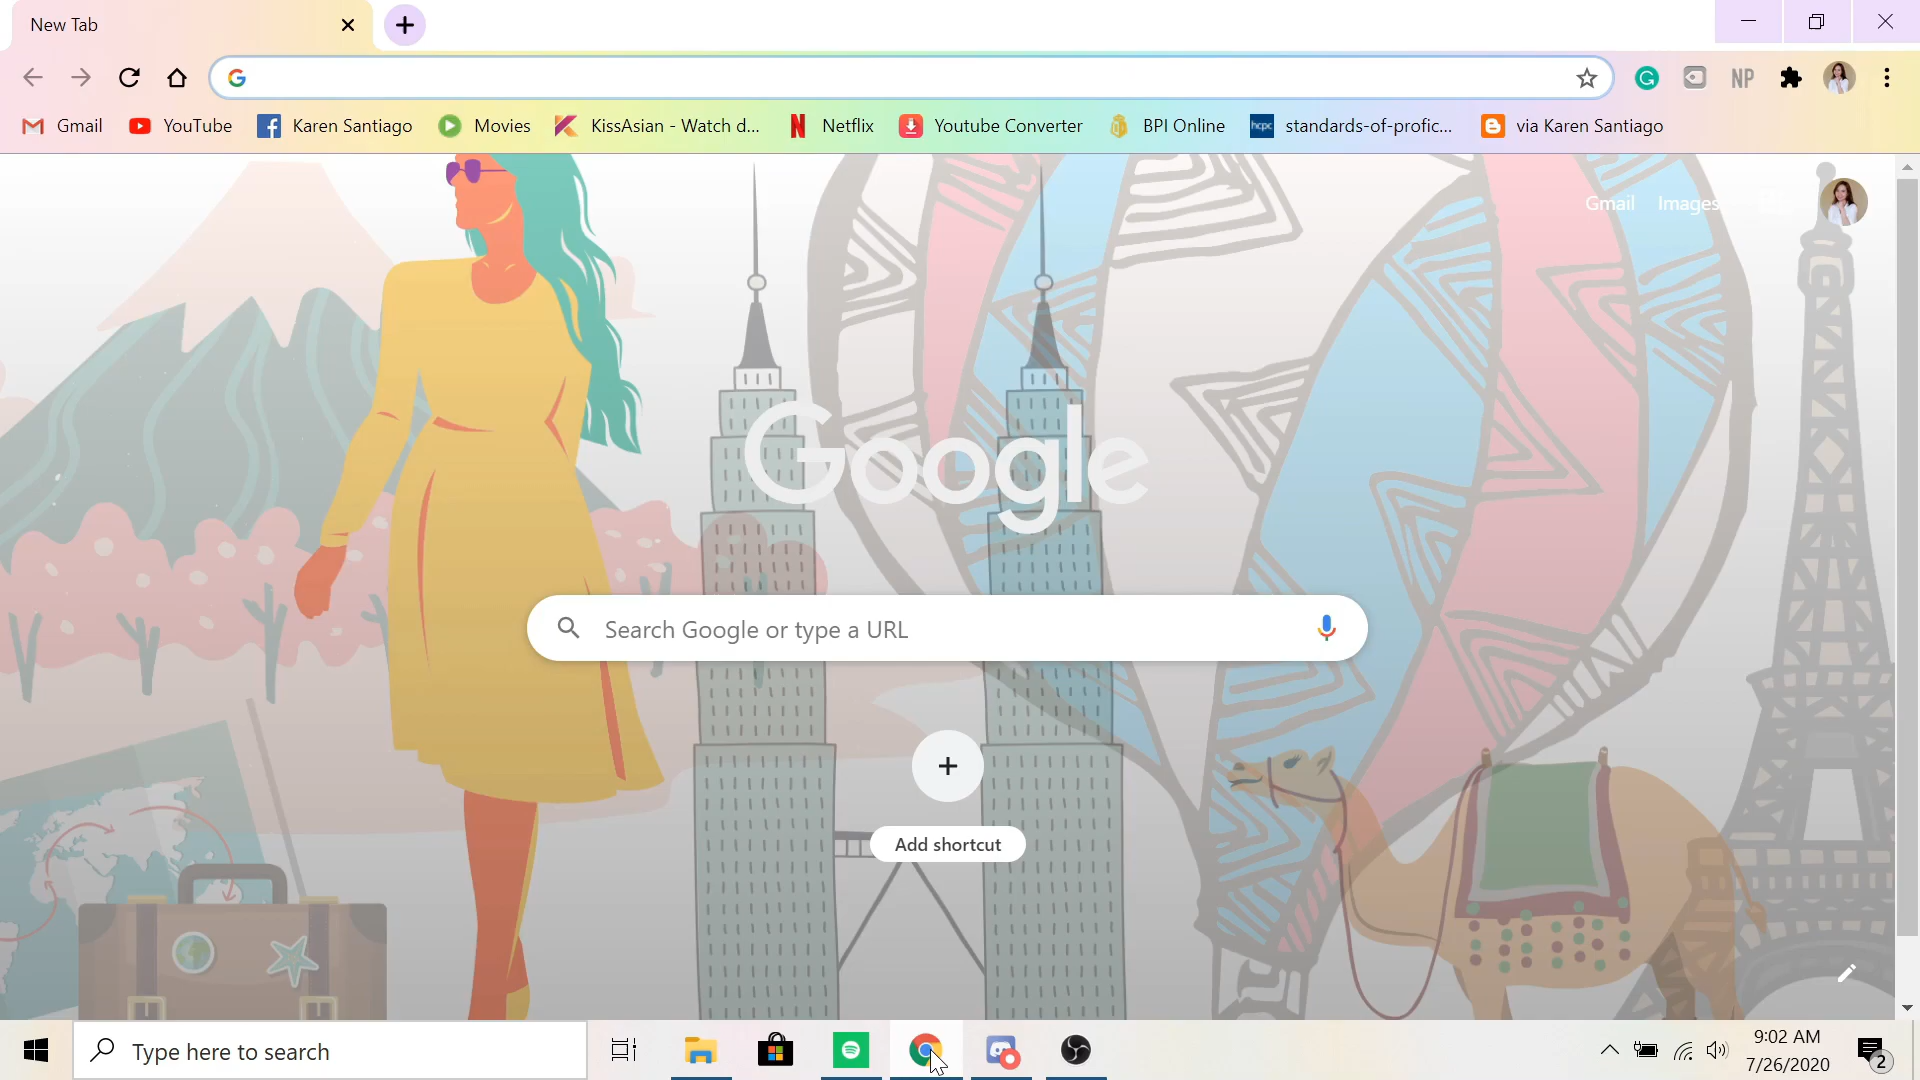 New Tab
NP
Gmail
YouTube
Karen Santiago
Movies
KissAsian - Watch d...
Netflix
Youtube Converter
BPI Online
hcpc
standards-of-profic...
via Karen Santiago
Gmail Images
Google
Search Google or type a URL
Add shortcut
Type here to search
9:02 AM
7/26/2020
2